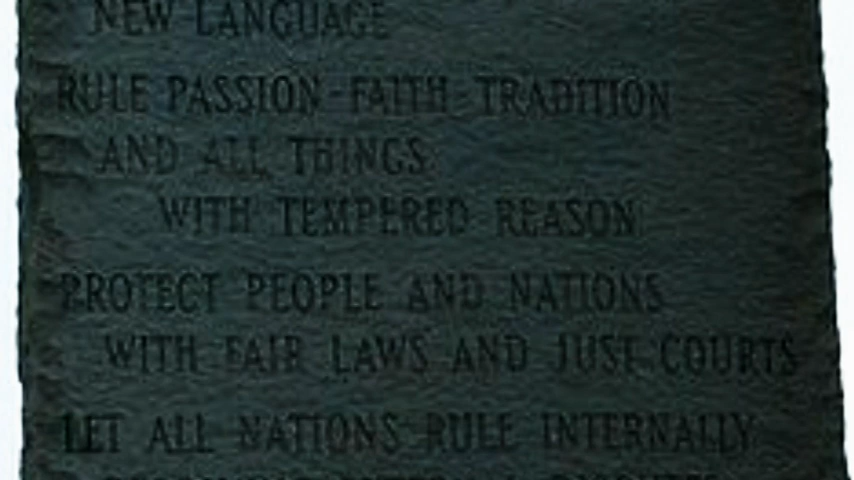 NEW LANGUAGE
RULE PASSION - FAITH - TRADITION
AND ALL THINGS
WITH TEMPERED REASON
PROTECT PEOPLE AND NATIONS
WITH FAIR LAWS AND JUST COURTS
LET ALL NATIONS RULE INTERNALLY